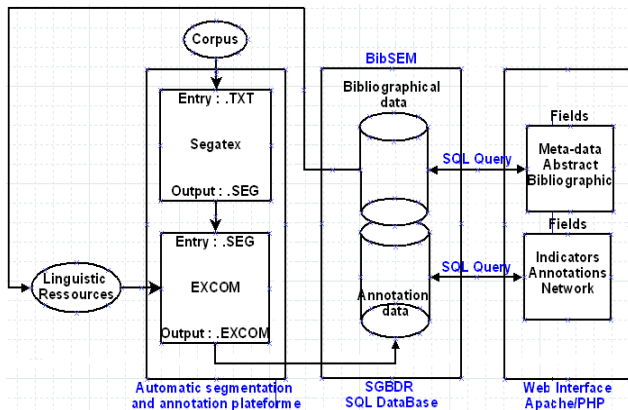 Corpus
Entry : .TXT
Segatex
Output : .SEG
Entry : .SEG
EXCOM
Output : .EXCOM
Linguistic
Ressources
Automatic segmentation
and annotation plateforme
BibSEM
Bibliographical
data
Annotation
data
SGBDR
SQL DataBase
SQL Query
SQL Query
Fields
Meta-data
Abstract
Bibliographic
Fields
Indicators
Annotations
Network
Web Interface
Apache/PHP